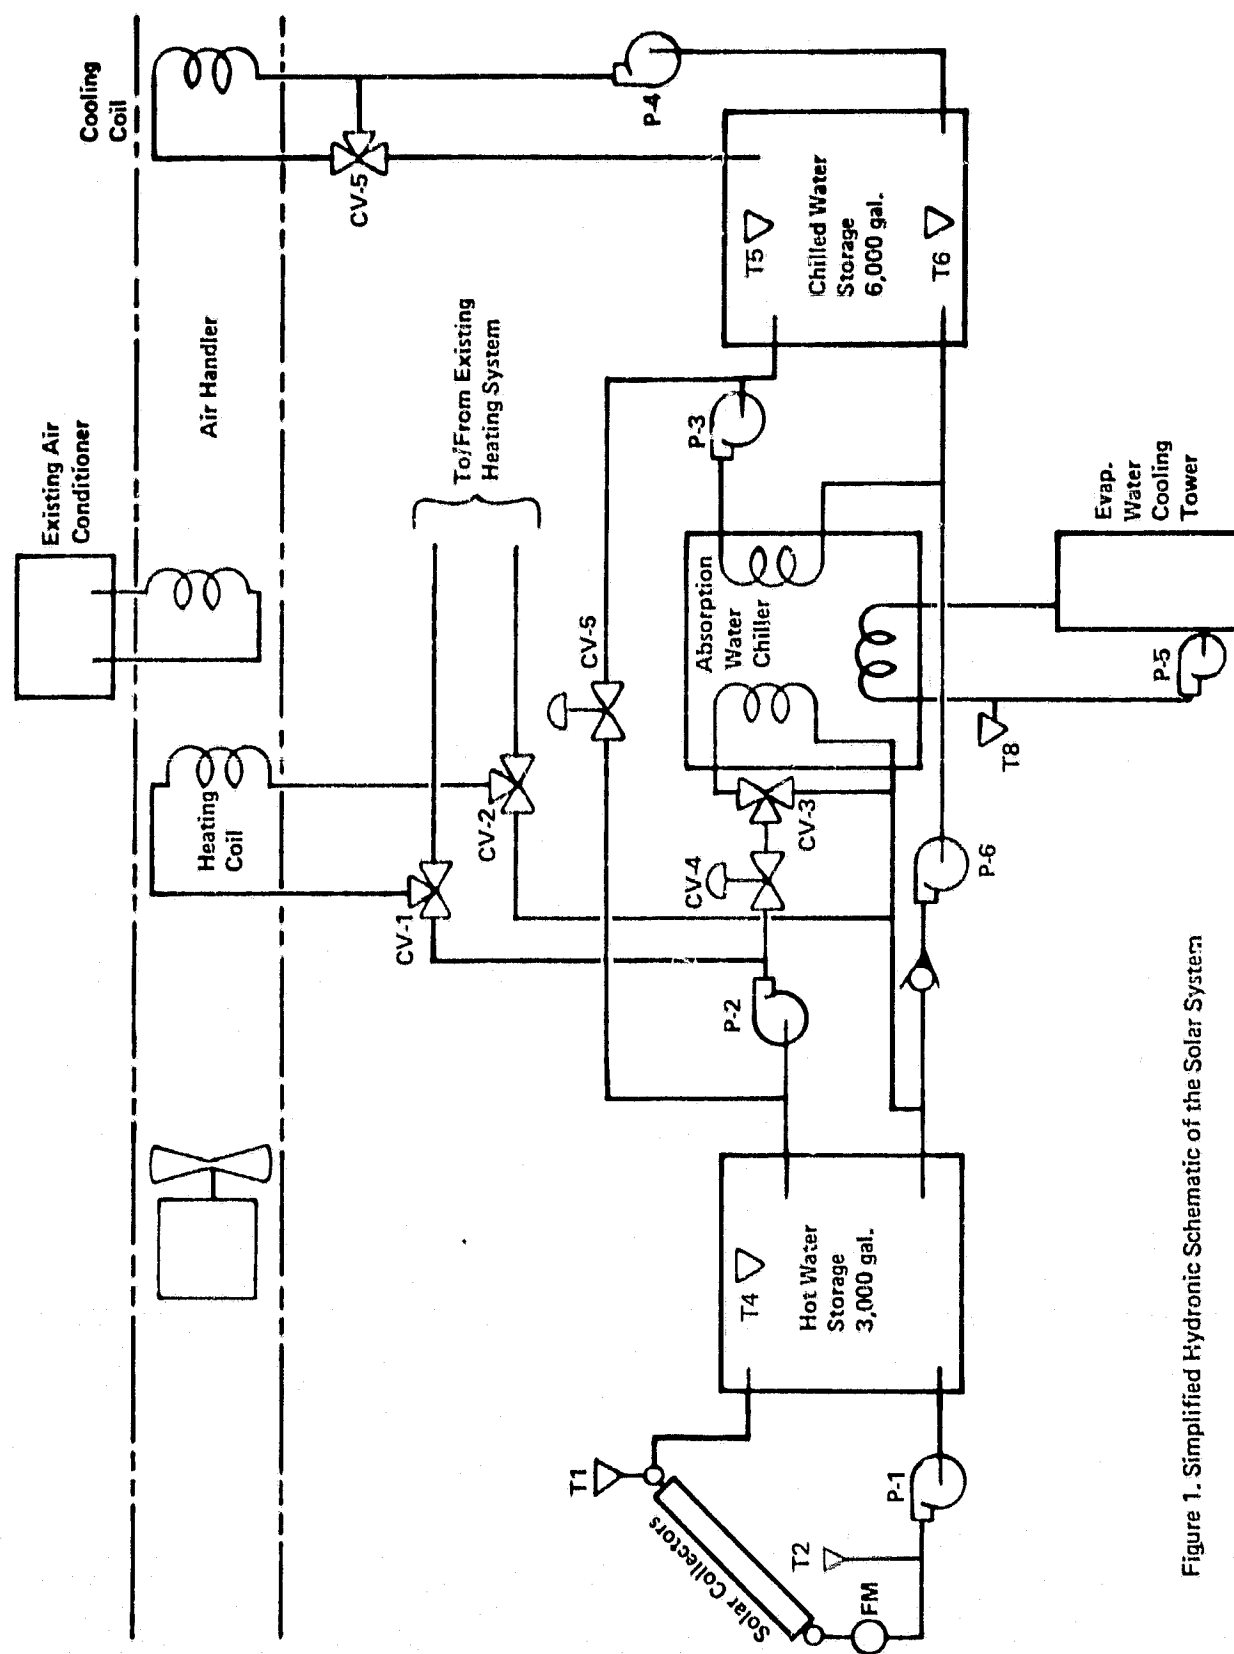 Existing Air
Conditioner
Cooling
Coil
Air Handler
Heating
Coil
To/From Existing
Heating System
CV-5
P-4
CV-1
CV-2
CV-5
CV-4
CV-3
P-2
P-3
T5
Chilled Water
Storage
6,000 gal.
T6
Absorption
Water
Chiller
Evap.
Water
Cooling
Tower
P-5
T8
P-6
T4
Hot Water
Storage
3,000 gal.
T1
Solar Collectors
T2
FM
P-1
Figure 1. Simplified Hydronic Schematic of the Solar System